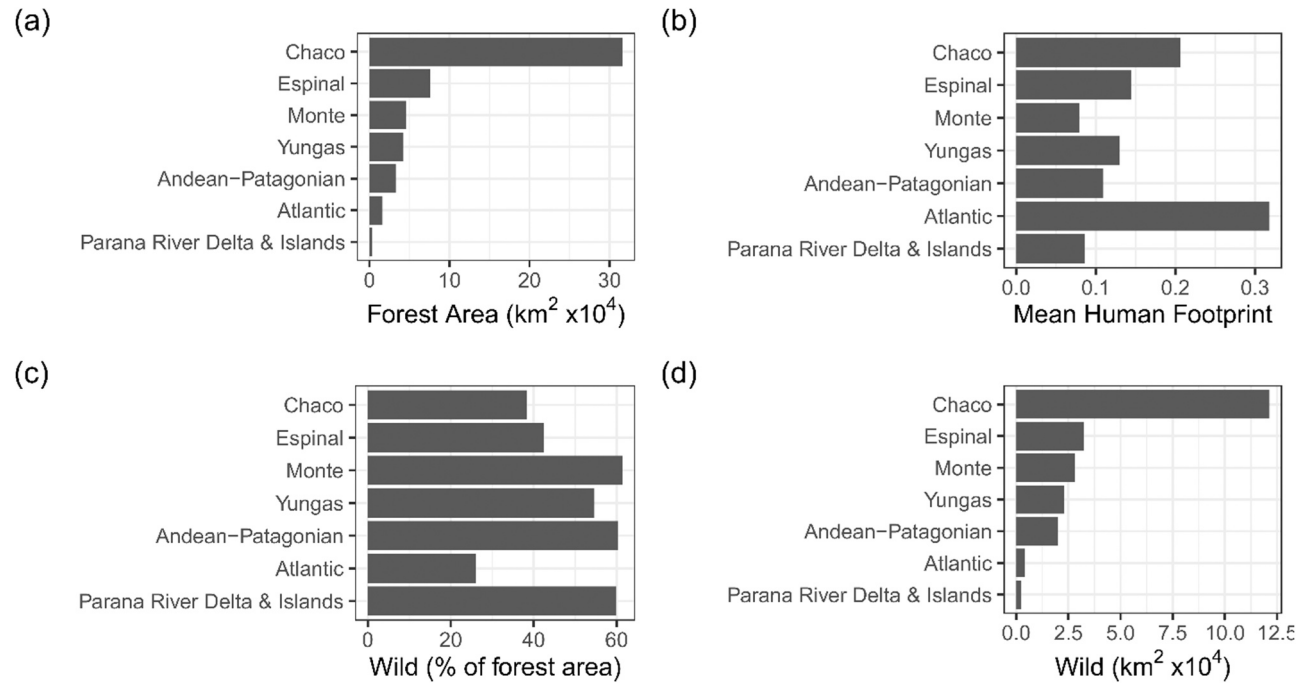 (a)
Chaco
Espinal
Monte
Yungas
Andean−Patagonian
Atlantic
Parana River Delta & Islands
0 10 20 30
Forest Area (km² x10⁴)
(b)
Chaco
Espinal
Monte
Yungas
Andean−Patagonian
Atlantic
Parana River Delta & Islands
0.0 0.1 0.2 0.3
Mean Human Footprint
(c)
Chaco
Espinal
Monte
Yungas
Andean−Patagonian
Atlantic
Parana River Delta & Islands
0 20 40 60
Wild (% of forest area)
(d)
Chaco
Espinal
Monte
Yungas
Andean−Patagonian
Atlantic
Parana River Delta & Islands
0.0 2.5 5.0 7.5 10.0 12.5
Wild (km² x10⁴)